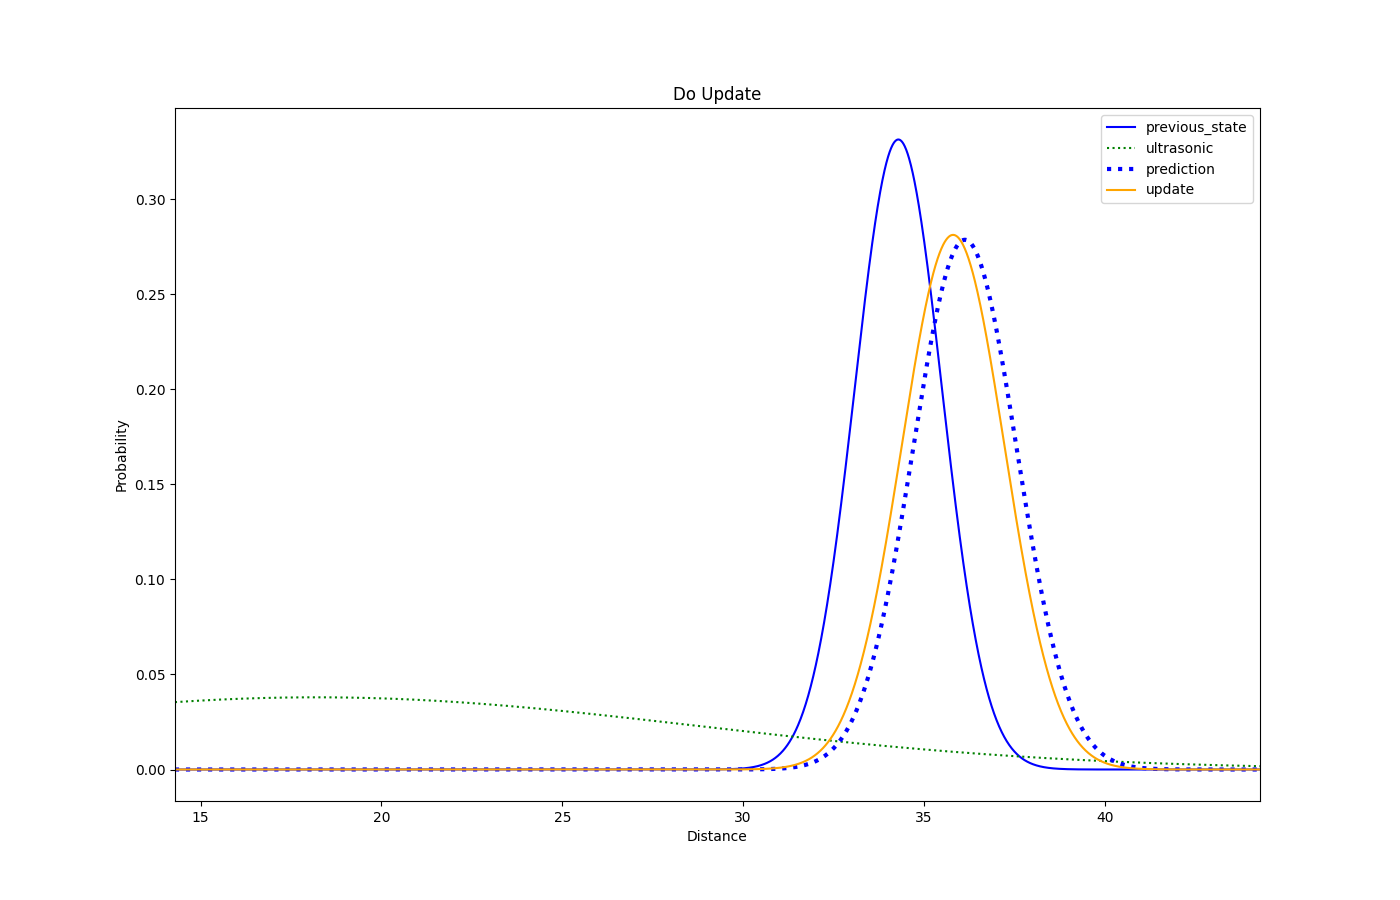 Do Update
previous_state
ultrasonic
prediction
update
0.30
0.25
0.20
0.15
0.10
0.05
0.00
Probability
15 20 25 30 35 40
Distance